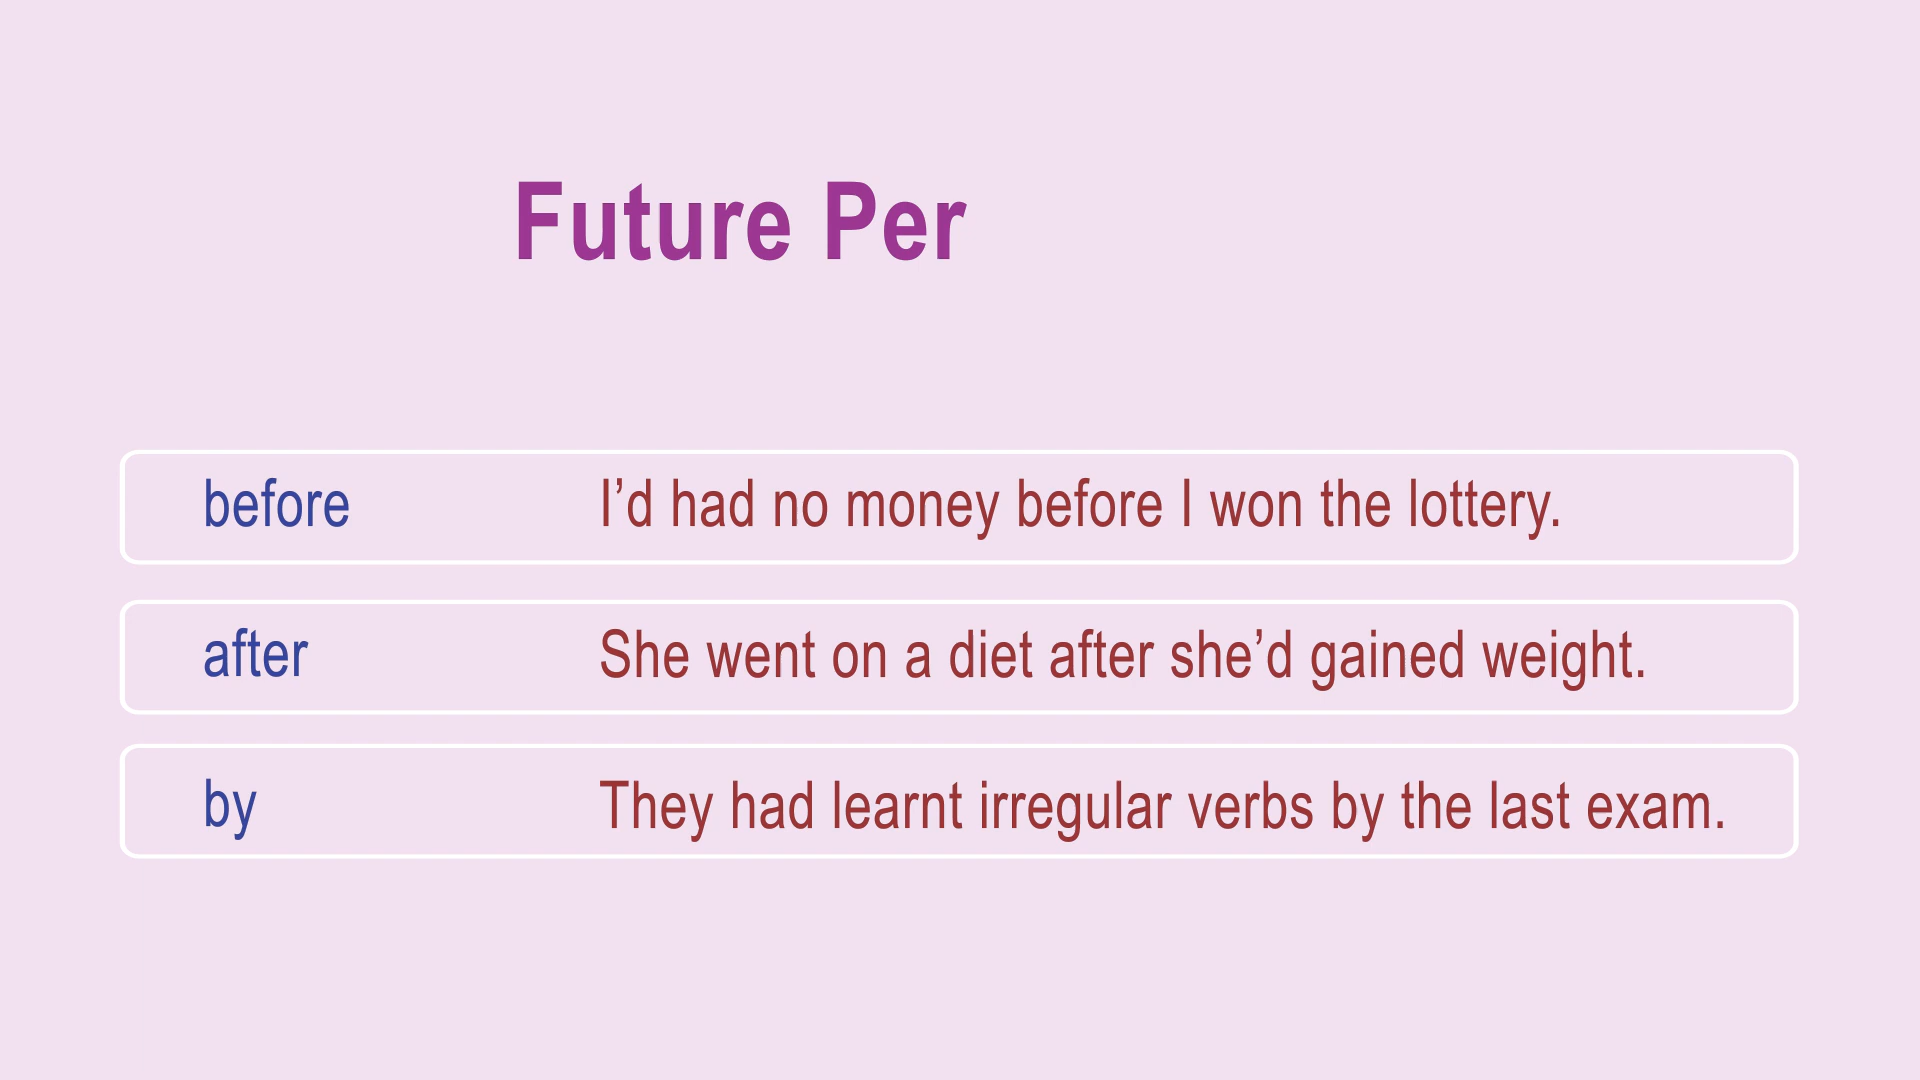 Future Per
before I’d had no money before I won the lottery.
after She went on a diet after she’d gained weight.
by They had learnt irregular verbs by the last exam.